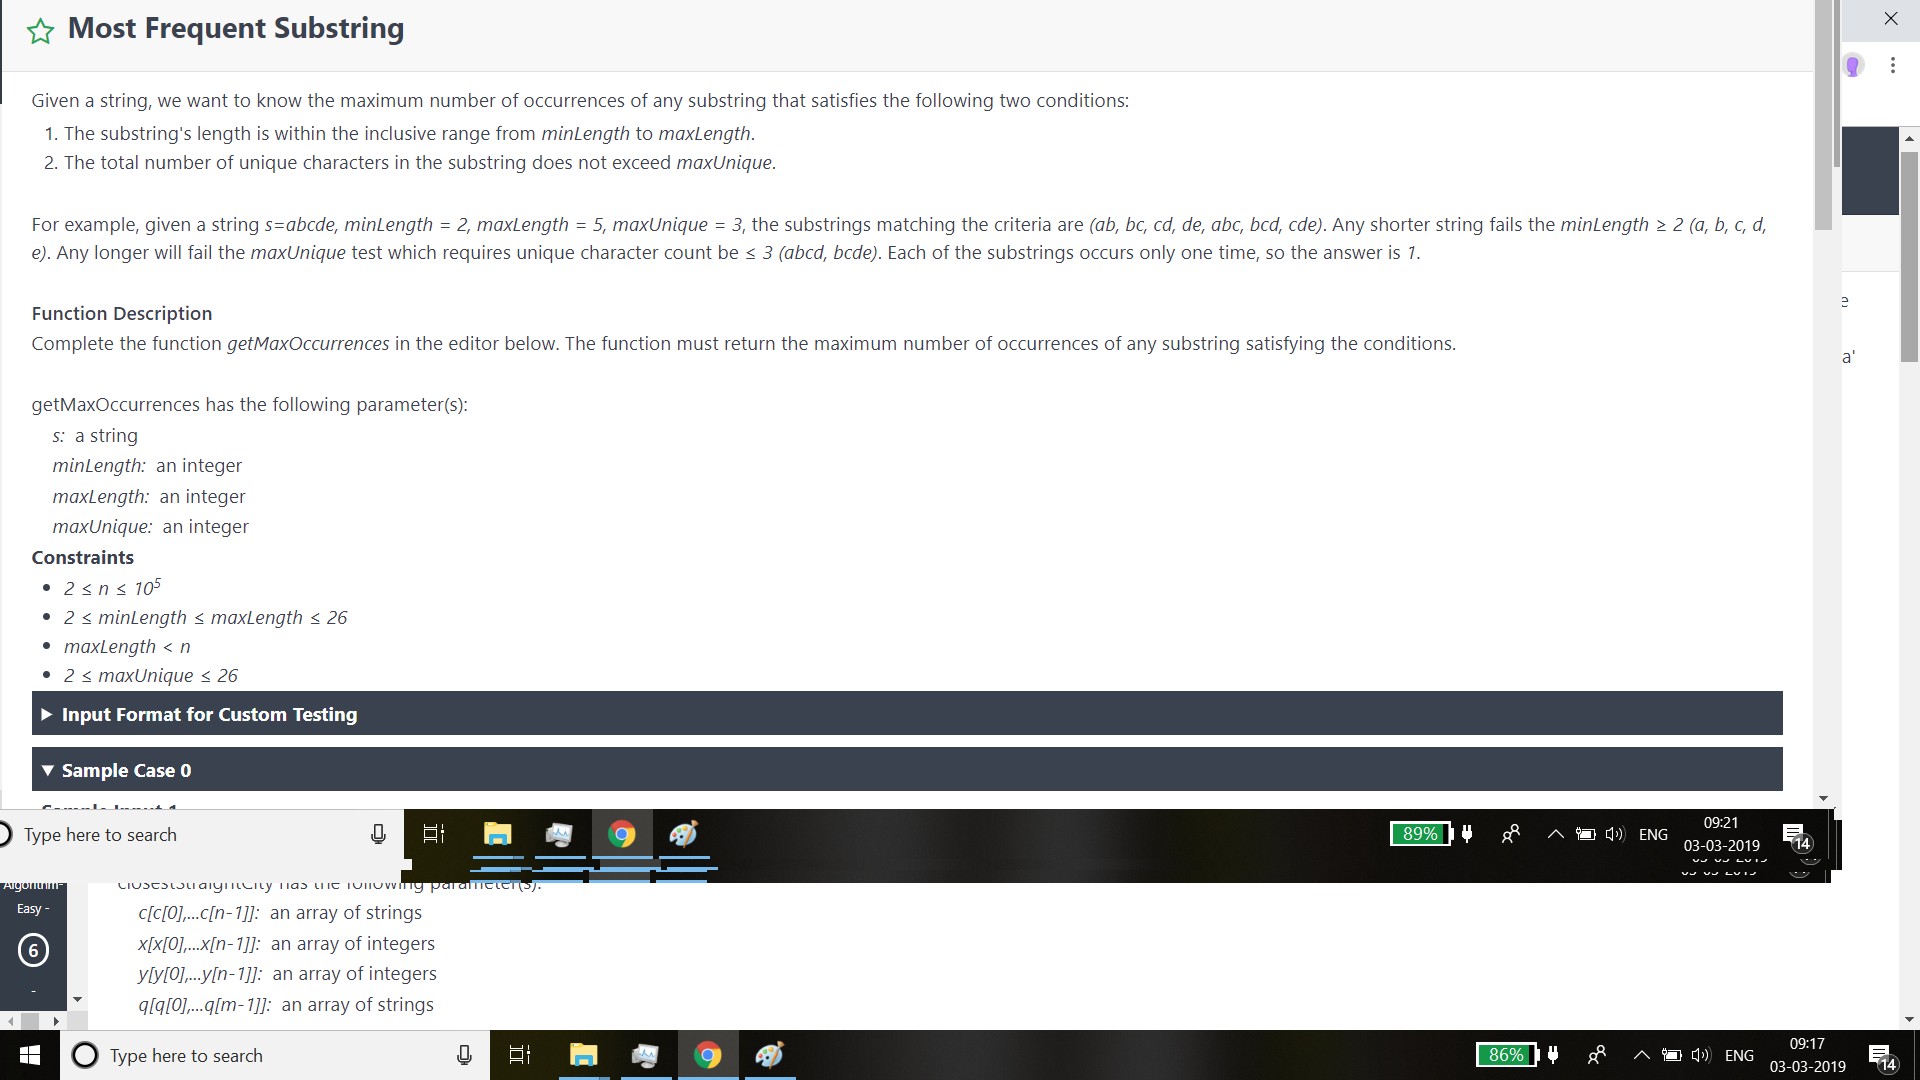 Most Frequent Substring
Given a string, we want to know the maximum number of occurrences of any substring that satisfies the following two conditions:
1. The substring's length is within the inclusive range from minLength to maxLength.
2. The total number of unique characters in the substring does not exceed maxUnique.
For example, given a string s=abcde, minLength = 2, maxLength = 5, maxUnique = 3, the substrings matching the criteria are (ab, bc, cd, de, abc, bcd, cde). Any shorter string fails the minLength ≥ 2 (a, b, c, d,
e). Any longer will fail the maxUnique test which requires unique character count be ≤ 3 (abcd, bcde). Each of the substrings occurs only one time, so the answer is 1.
e
Function Description
Complete the function getMaxOccurrences in the editor below. The function must return the maximum number of occurrences of any substring satisfying the conditions.
a'
getMaxOccurrences has the following parameter(s):
s: a string
minLength: an integer
maxLength: an integer
maxUnique: an integer
Constraints
• 2 ≤ n ≤ 10⁵
• 2 ≤ minLength ≤ maxLength ≤ 26
• maxLength < n
• 2 ≤ maxUnique ≤ 26
Input Format for Custom Testing
Sample Case 0
Sample Input 1
Type here to search
89%
ENG
09:21
03-03-2019
14
Algorithm-
Easy -
6
-
closestStraightCity has the following parameter(s):
c[c[0],...c[n-1]]: an array of strings
x[x[0],...x[n-1]]: an array of integers
y[y[0],...y[n-1]]: an array of integers
q[q[0],...q[m-1]]: an array of strings
Type here to search
86%
ENG
09:17
03-03-2019
14